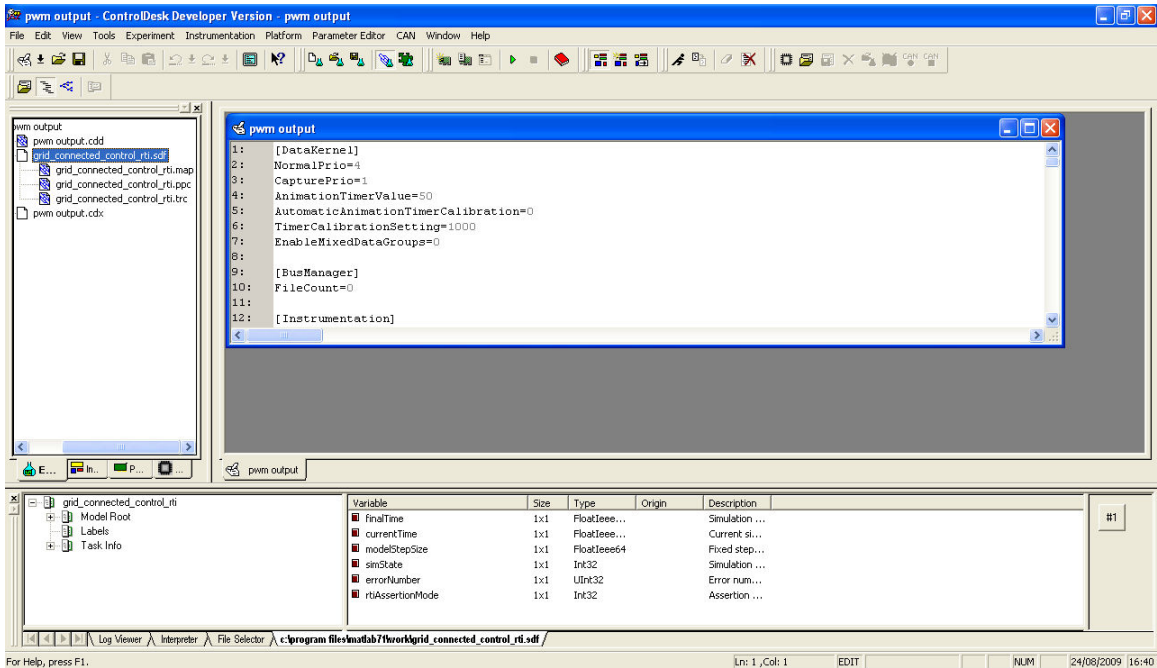 pwm output - ControlDesk Developer Version - pwm output
File Edit View Tools Experiment Instrumentation Platform Parameter Editor CAN Window Help
CAN CAN
pwm output
pwm output.cdd
grid_connected_control_rti.sdf
grid_connected_control_rti.map
grid_connected_control_rti.ppc
grid_connected_control_rti.trc
pwm output.cdx
E... In.. P... ...
pwm output
1: [DataKernel]
2: NormalPrio=4
3: CapturePrio=1
4: AnimationTimerValue=50
5: AutomaticAnimationTimerCalibration=0
6: TimerCalibrationSetting=1000
7: EnableMixedDataGroups=0
8:
9: [BusManager]
10: FileCount=0
11:
12: [Instrumentation]
pwm output
grid_connected_control_rti
Model Root
Labels
Task Info
Variable Size Type Origin Description
finalTime 1x1 FloatIeee... Simulation ...
currentTime 1x1 FloatIeee... Current si...
modelStepSize 1x1 FloatIeee64 Fixed step...
simState 1x1 Int32 Simulation ...
errorNumber 1x1 UInt32 Error num...
rtiAssertionMode 1x1 Int32 Assertion ...
#1
Log Viewer Interpreter File Selector c:\program files\matlab71\work\grid_connected_control_rti.sdf
For Help, press F1. Ln: 1 ,Col: 1 EDIT NUM 24/08/2009 16:40